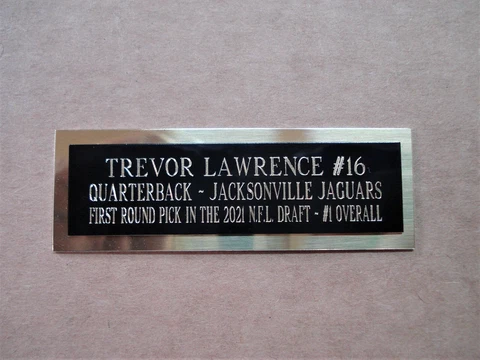 TREVOR LAWRENCE #16
QUARTERBACK ~ JACKSONVILLE JAGUARS
FIRST ROUND PICK IN THE 2021 N.F.L. DRAFT ~ #1 OVERALL